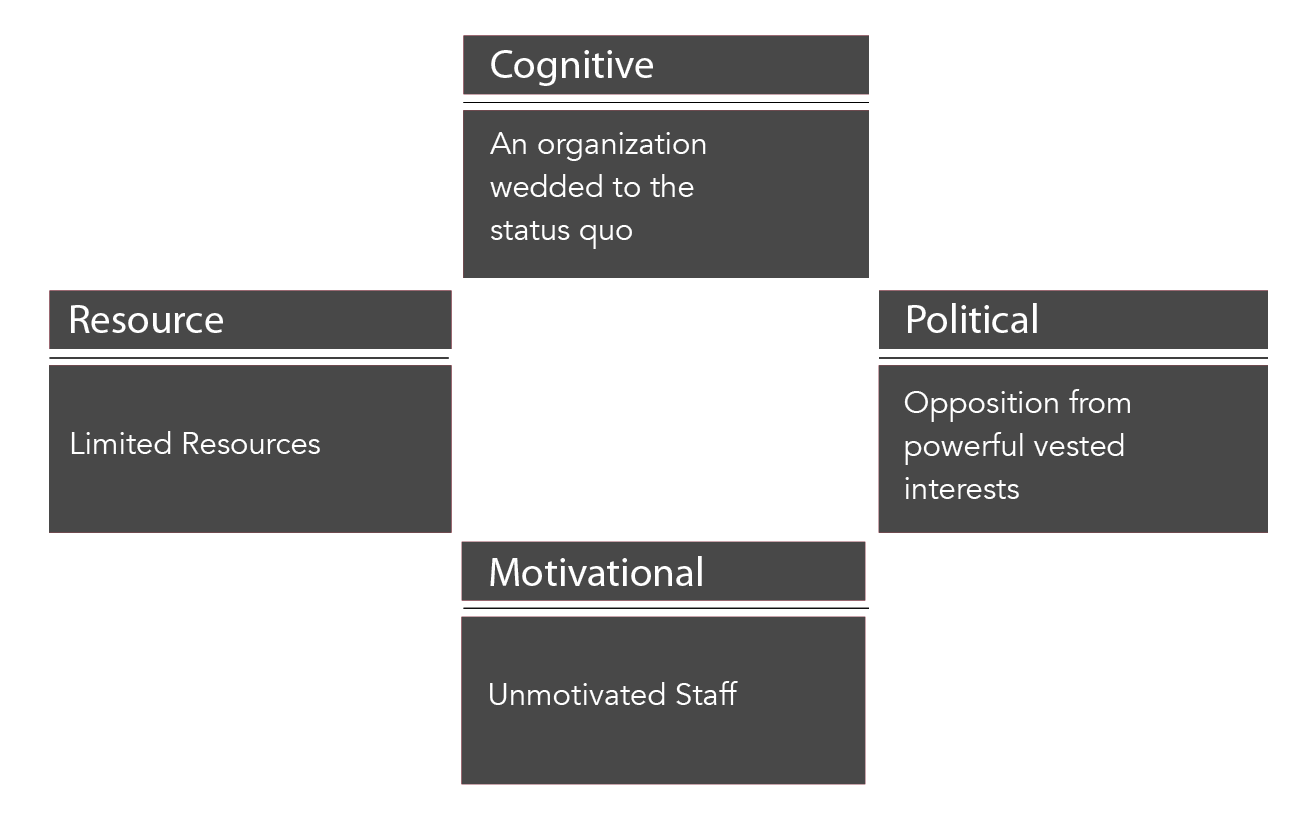 Cognitive
An organization
wedded to the
status quo
Resource
Limited Resources
Political
Opposition from
powerful vested
interests
Motivational
Unmotivated Staff